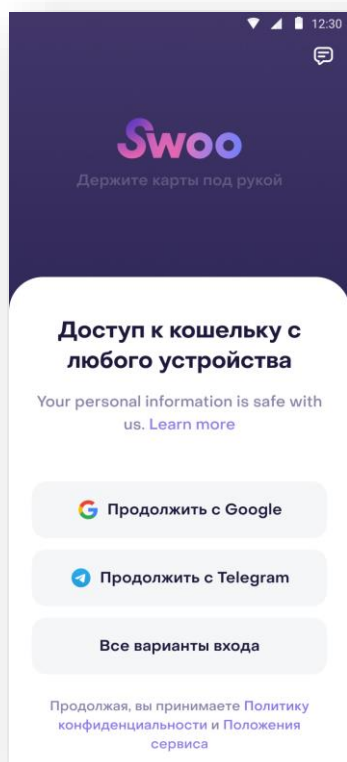 12:30
Swoo
Держите карты под рукой
Доступ к кошельку с
любого устройства
Your personal information is safe with
us. Learn more
Продолжить с Google
Продолжить с Telegram
Все варианты входа
Продолжая, вы принимаете Политику
конфиденциальности и Положения
сервиса